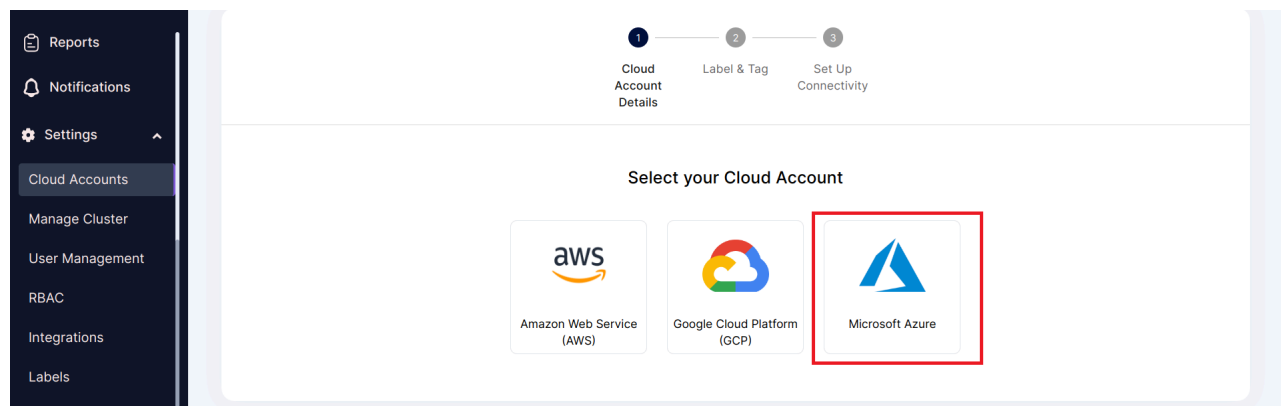 Reports
Notifications
Settings
Cloud Accounts
Manage Cluster
User Management
RBAC
Integrations
Labels
1
2
3
Cloud
Account
Details
Label & Tag
Set Up
Connectivity
Select your Cloud Account
aws
Amazon Web Service
(AWS)
Google Cloud Platform
(GCP)
Microsoft Azure